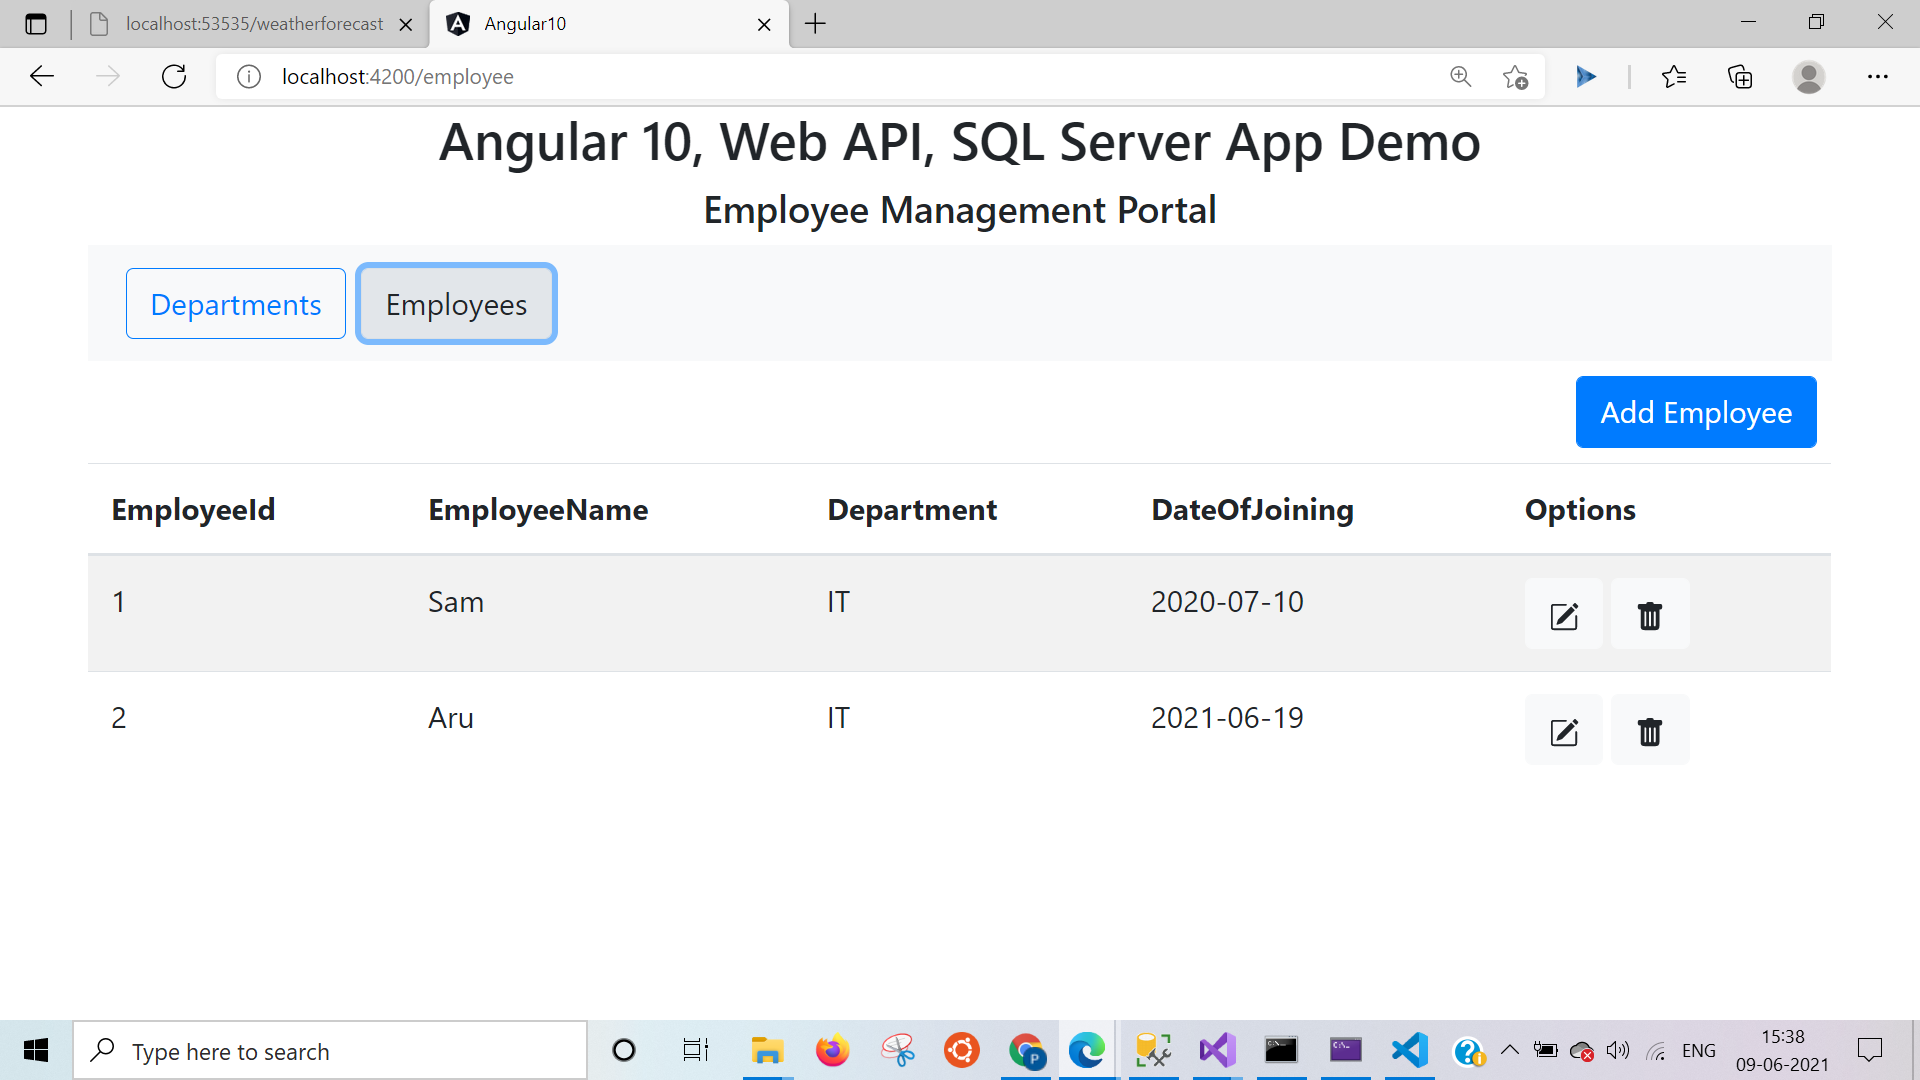 localhost:53535/weatherforecast
Angular10
localhost:4200/employee
Angular 10, Web API, SQL Server App Demo
Employee Management Portal
Departments Employees
Add Employee
EmployeeId EmployeeName Department DateOfJoining Options
1 Sam IT 2020-07-10
2 Aru IT 2021-06-19
Type here to search
P
ENG
15:38
09-06-2021